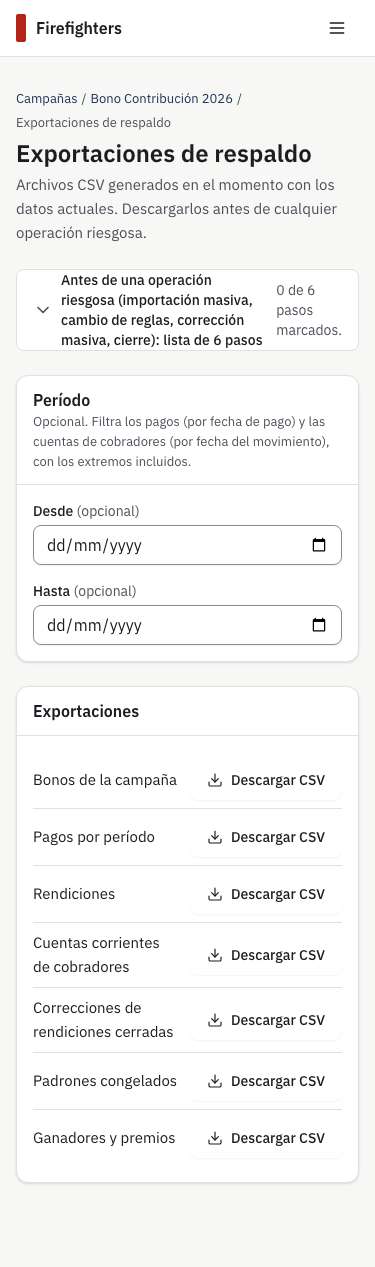 Firefighters
Campañas / Bono Contribución 2026 /
Exportaciones de respaldo
Exportaciones de respaldo
Archivos CSV generados en el momento con los
datos actuales. Descargarlos antes de cualquier
operación riesgosa.
Antes de una operación
riesgosa (importación masiva,
cambio de reglas, corrección
masiva, cierre): lista de 6 pasos
0 de 6
pasos
marcados.
Período
Opcional. Filtra los pagos (por fecha de pago) y las
cuentas de cobradores (por fecha del movimiento),
con los extremos incluidos.
Desde (opcional)
dd/mm/yyyy
Hasta (opcional)
dd/mm/yyyy
Exportaciones
Bonos de la campaña Descargar CSV
Pagos por período Descargar CSV
Rendiciones Descargar CSV
Cuentas corrientes
de cobradores Descargar CSV
Correcciones de
rendiciones cerradas Descargar CSV
Padrones congelados Descargar CSV
Ganadores y premios Descargar CSV